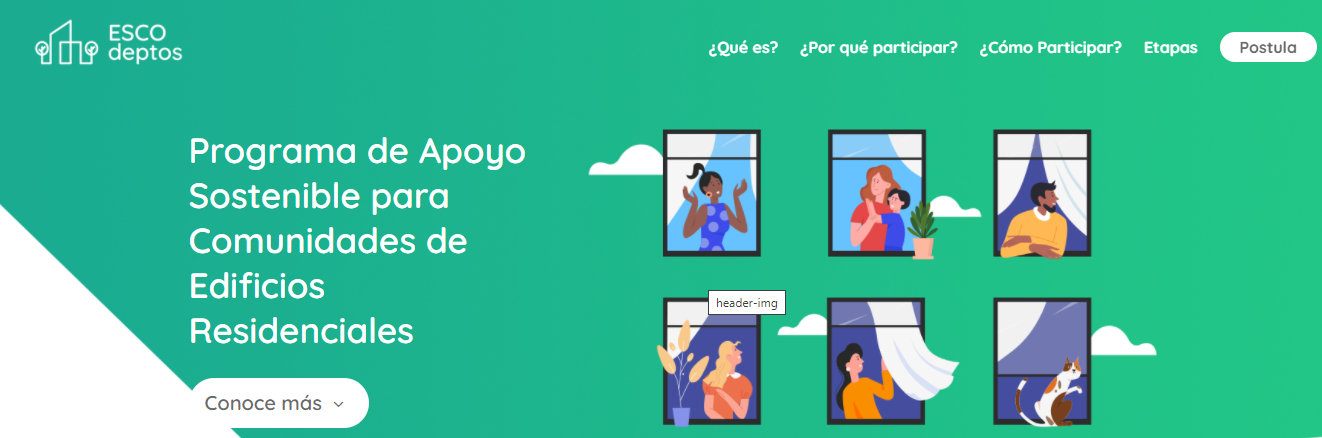 ESCO
deptos
¿Qué es? ¿Por qué participar? ¿Cómo Participar? Etapas Postula
Programa de Apoyo
Sostenible para
Comunidades de
Edificios
Residenciales
header-img
Conoce más